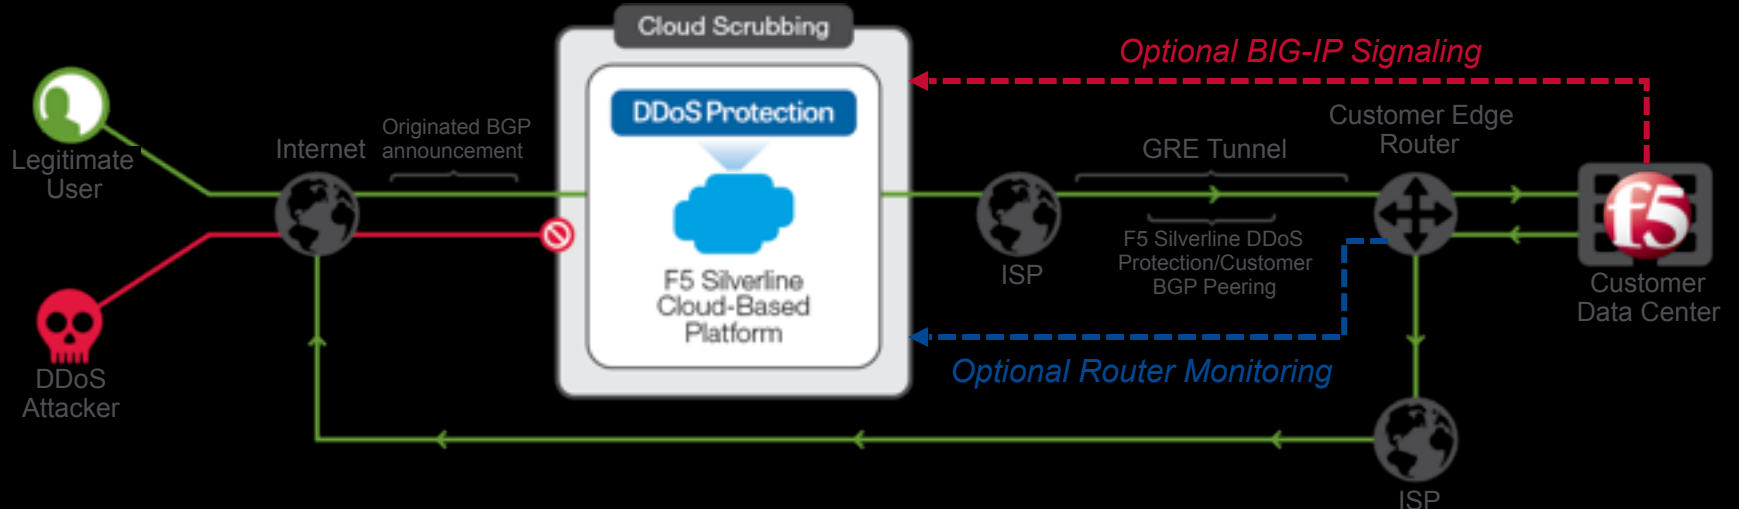 Cloud Scrubbing
DDoS Protection
F5 Silverline
Cloud-Based
Platform
Legitimate
User
DDoS
Attacker
Internet
Originated BGP
announcement
Optional BIG-IP Signaling
ISP
GRE Tunnel
F5 Silverline DDoS
Protection/Customer
BGP Peering
Customer Edge
Router
f5
Customer
Data Center
Optional Router Monitoring
ISP